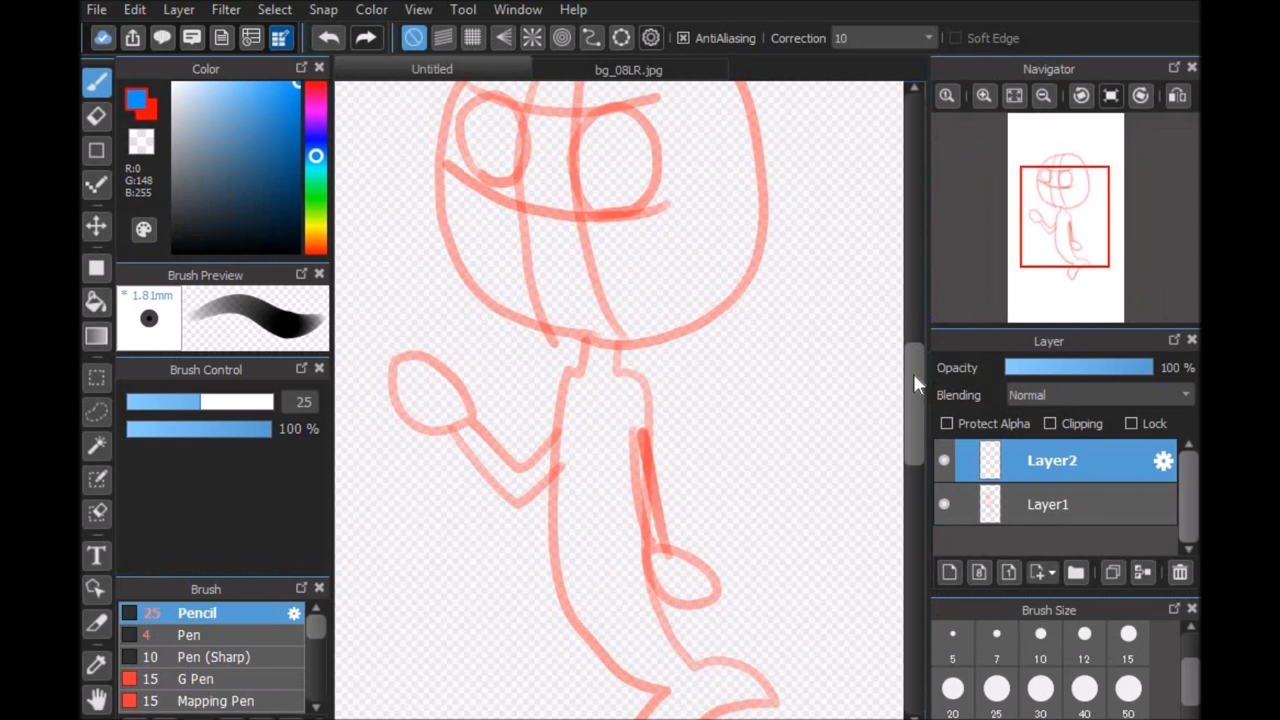 File Edit Layer Filter Select Snap Color View Tool Window Help
AntiAliasing Correction 10 Soft Edge
Color
R:0
G:148
B:255
Brush Preview
* 1.81mm
Brush Control
25
100 %
Brush
25 Pencil
4 Pen
10 Pen (Sharp)
15 G Pen
15 Mapping Pen
Untitled bg_08LR.jpg
Navigator
Layer
Opacity 100 %
Blending Normal
Protect Alpha Clipping Lock
Layer2
Layer1
Brush Size
5 7 10 12 15
20 25 30 40 50